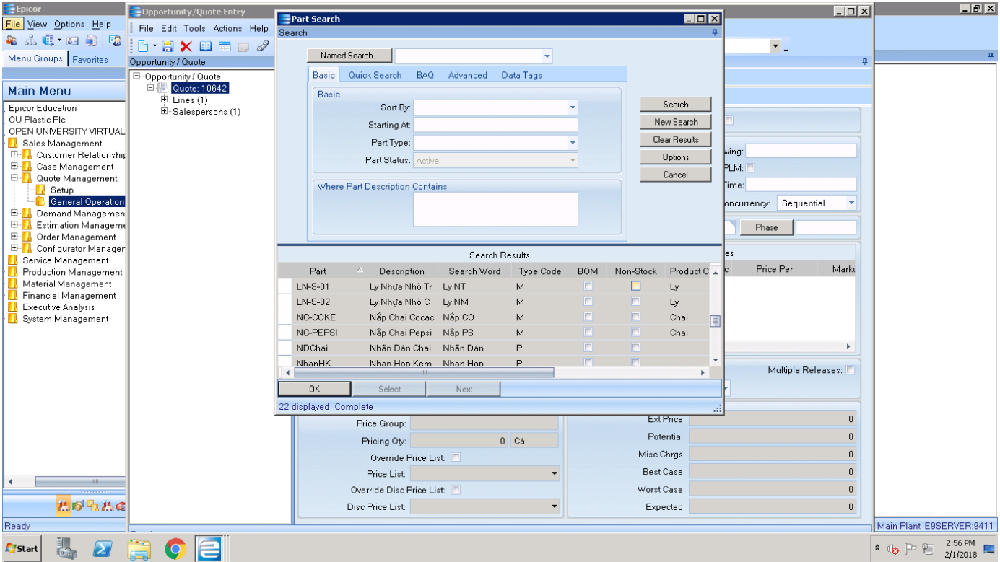 Epicor
File View Options Help
Menu Groups Favorites
Main Menu
Epicor Education
OU Plastic Plc
OPEN UNIVERSITY VIRTUAL
Sales Management
Customer Relationship
Case Management
Quote Management
Setup
General Operation
Demand Managemen
Estimation Manageme
Order Management
Configurator Manager
Service Management
Production Management
Material Management
Financial Management
Executive Analysis
System Management
Ready
Opportunity/Quote Entry
File Edit Tools Actions Help
Opportunity / Quote
Opportunity / Quote
Quote: 10642
Lines (1)
Salespersons (1)
Part Search
Search
Named Search...
Basic Quick Search BAQ Advanced Data Tags
Basic
Sort By:
Starting At:
Part Type:
Part Status: Active
Where Part Description Contains
Search
New Search
Clear Results
Options
Cancel
Search Results
Part Description Search Word Type Code BOM Non-Stock Product C
LN-S-01 Ly Nhựa Nhỏ Tr Ly NT M Ly
LN-S-02 Ly Nhựa Nhỏ C Ly NM M Ly
NC-COKE Nắp Chai Cocac Nắp CO M Chai
NC-PEPSI Nắp Chai Pepsi Nắp PS M Chai
NDChai Nhãn Dán Chai Nhãn Dán P
NhanHK Nhan Hop Kem Nhan Hop P
OK Select Next
22 displayed Complete
wing:
PLM:
Time:
oncurrency: Sequential
Phase
es
c Price Per Marku
Multiple Releases:
Price Group:
Pricing Qty: 0 Cái
Override Price List:
Price List:
Override Disc Price List:
Disc Price List:
Ext Price: 0
Potential: 0
Misc Chrgs: 0
Best Case: 0
Worst Case: 0
Expected: 0
Main Plant E9SERVER:9411
Start
2:56 PM
2/1/2018